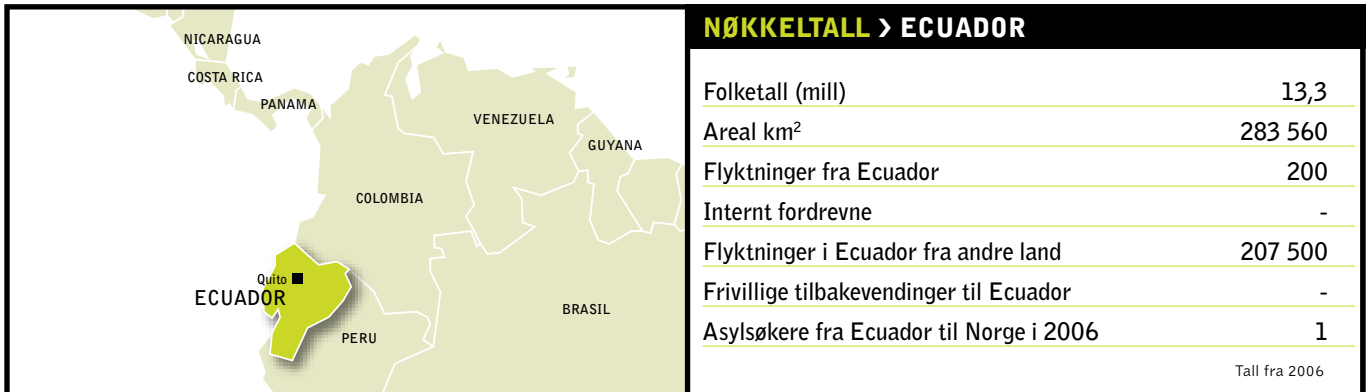 NICARAGUA
COSTA RICA
PANAMA
VENEZUELA
GUYANA
COLOMBIA
Quito
ECUADOR
BRASIL
PERU
NØKKELTALL > ECUADOR
Folketall (mill) 13,3
Areal km² 283 560
Flyktninger fra Ecuador 200
Internt fordrevne -
Flyktninger i Ecuador fra andre land 207 500
Frivillige tilbakevendinger til Ecuador -
Asylsøkere fra Ecuador til Norge i 2006 1
Tall fra 2006